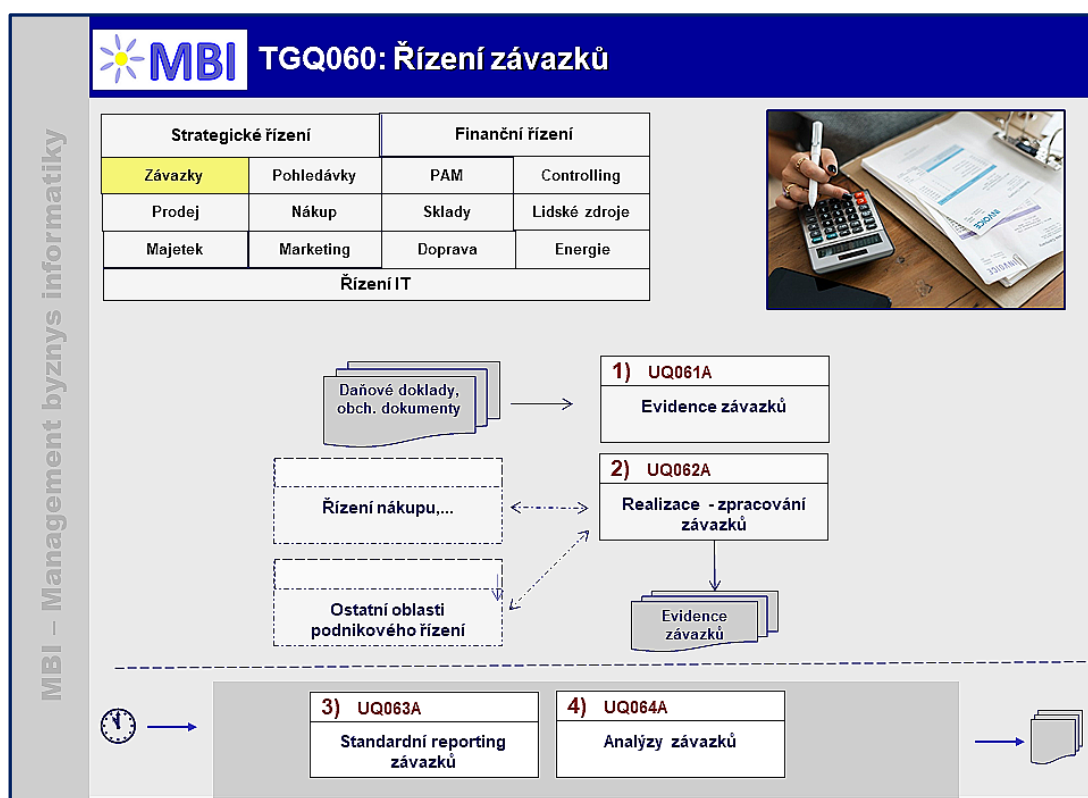 MBI
TGQ060: Řízení závazků
MBI – Management byznys informatiky
Strategické řízení
Finanční řízení
Závazky
Pohledávky
PAM
Controlling
Prodej
Nákup
Sklady
Lidské zdroje
Majetek
Marketing
Doprava
Energie
Řízení IT
INVOICE
INVOICE
Daňové doklady,
obch. dokumenty
1) UQ061A
Evidence závazků
Řízení nákupu,...
2) UQ062A
Realizace - zpracování
závazků
Ostatní oblasti
podnikového řízení
Evidence
závazků
3) UQ063A
Standardní reporting
závazků
4) UQ064A
Analýzy závazků